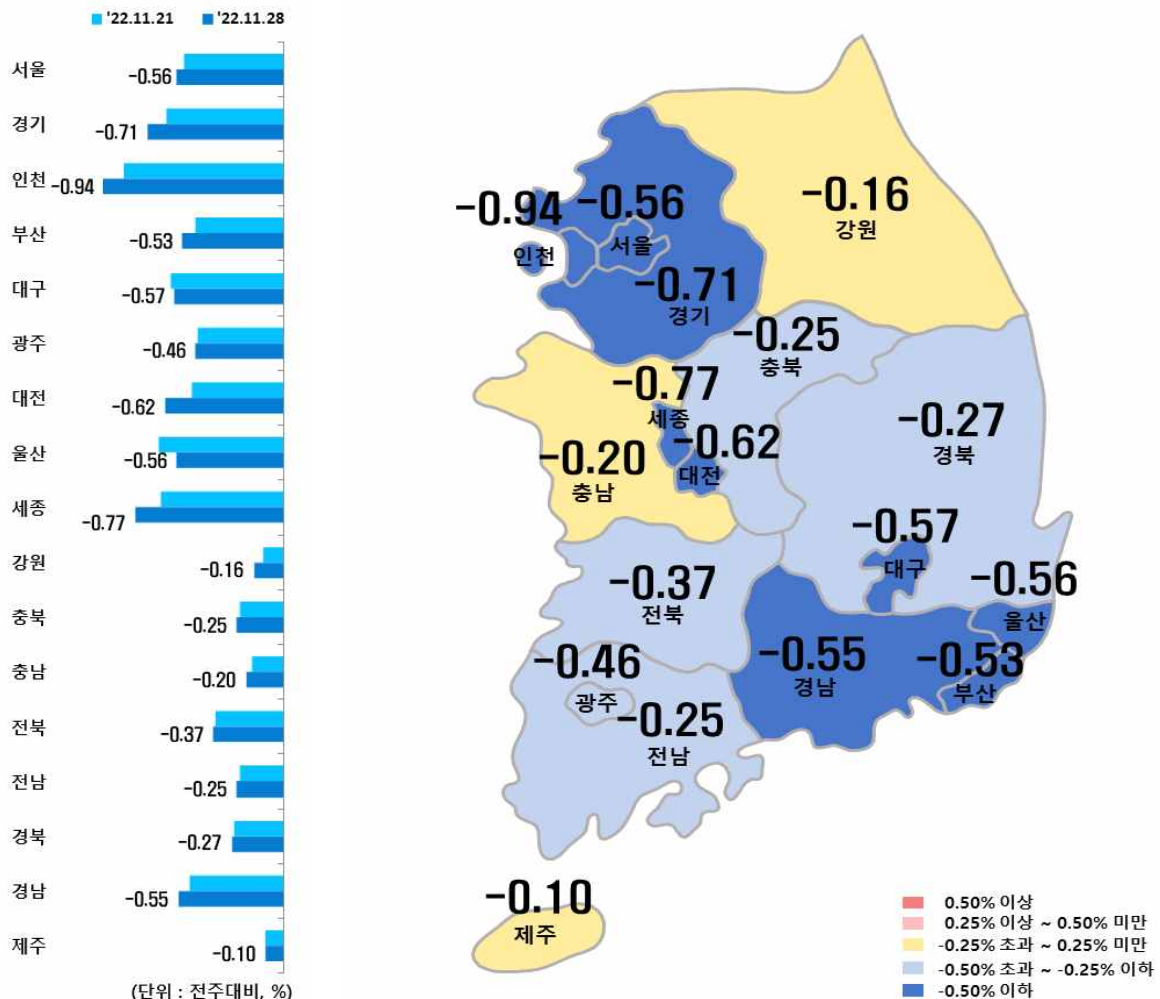 '22.11.21 '22.11.28
서울 -0.56
경기 -0.71
인천 -0.94
부산 -0.53
대구 -0.57
광주 -0.46
대전 -0.62
울산 -0.56
세종 -0.77
강원 -0.16
충북 -0.25
충남 -0.20
전북 -0.37
전남 -0.25
경북 -0.27
경남 -0.55
제주 -0.10
(단위 : 전주대비, %)
-0.16
강원
-0.94
인천
-0.56
서울
-0.71
경기
-0.25
충북
-0.77
세종
-0.62
대전
-0.20
충남
-0.27
경북
-0.57
대구
-0.56
울산
-0.37
전북
-0.55
경남
-0.53
부산
-0.46
광주
-0.25
전남
-0.10
제주
0.50% 이상
0.25% 이상 ~ 0.50% 미만
-0.25% 초과 ~ 0.25% 미만
-0.50% 초과 ~ -0.25% 이하
-0.50% 이하